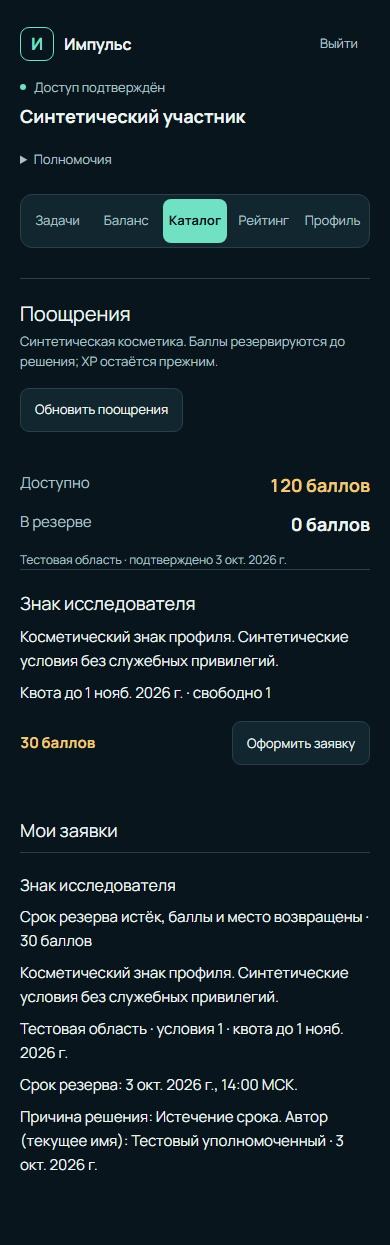 И Импульс Выйти
Доступ подтверждён
Синтетический участник
Полномочия
Задачи Баланс Каталог Рейтинг Профиль
Поощрения
Синтетическая косметика. Баллы резервируются до
решения; XP остаётся прежним.
Обновить поощрения
Доступно 120 баллов
В резерве 0 баллов
Тестовая область · подтверждено 3 окт. 2026 г.
Знак исследователя
Косметический знак профиля. Синтетические
условия без служебных привилегий.
Квота до 1 нояб. 2026 г. · свободно 1
30 баллов Оформить заявку
Мои заявки
Знак исследователя
Срок резерва истёк, баллы и место возвращены ·
30 баллов
Косметический знак профиля. Синтетические
условия без служебных привилегий.
Тестовая область · условия 1 · квота до 1 нояб.
2026 г.
Срок резерва: 3 окт. 2026 г., 14:00 МСК.
Причина решения: Истечение срока. Автор
(текущее имя): Тестовый уполномоченный · 3
окт. 2026 г.